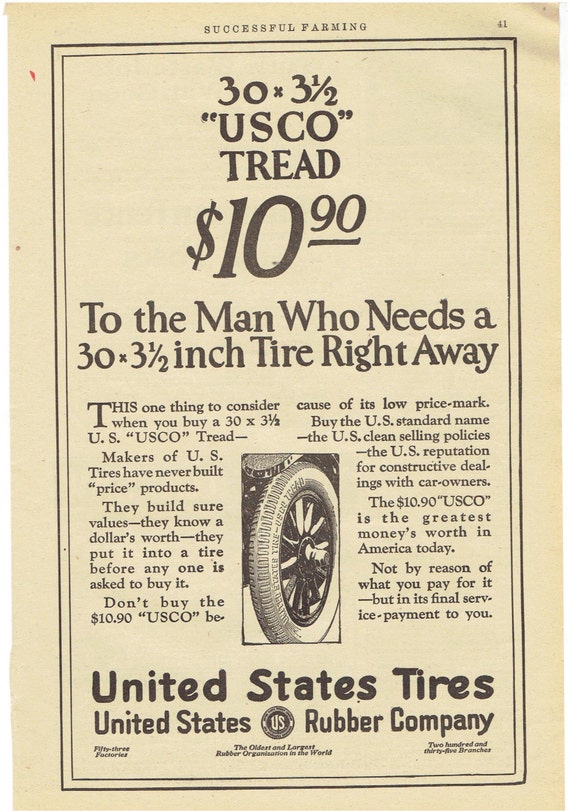 SUCCESSFUL FARMING
41
30 x 3½
"USCO"
TREAD
$10 90
To the Man Who Needs a
30 x 3½ inch Tire Right Away
THIS one thing to consider
when you buy a 30 x 3½
U. S. "USCO" Tread—
Makers of U. S.
Tires have never built
"price" products.
They build sure
values—they know a
dollar's worth—they
put it into a tire
before any one is
asked to buy it.
Don't buy the
$10.90 "USCO" be-
cause of its low price-mark.
Buy the U.S. standard name
—the U.S. clean selling policies
—the U.S. reputation
for constructive deal-
ings with car-owners.
The $10.90 "USCO"
is the greatest
money's worth in
America today.
Not by reason of
what you pay for it
—but in its final serv-
ice-payment to you.
STATES TIRE—USCO TREAD
United States Tires
United States US Rubber Company
Fifty-three
Factories
The Oldest and Largest
Rubber Organization in the World
Two hundred and
thirty-five Branches